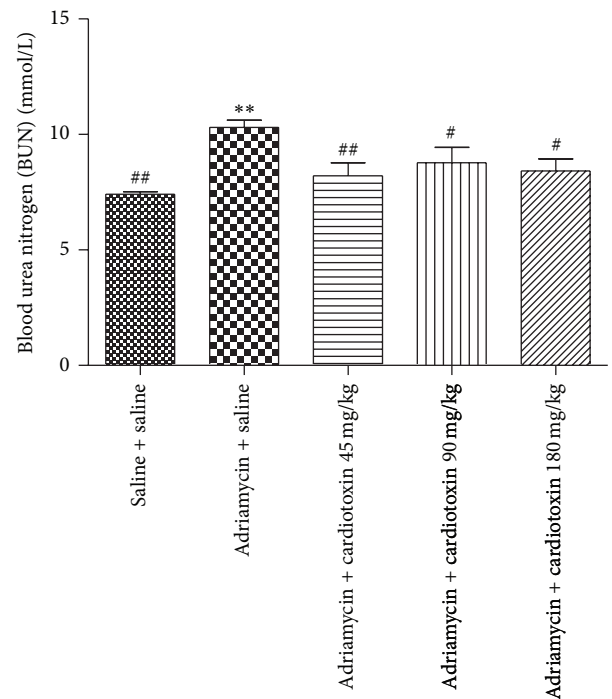 Blood urea nitrogen (BUN) (mmol/L)
15
10
5
0
##
**
##
#
#
Saline + saline
Adriamycin + saline
Adriamycin + cardiotoxin 45 mg/kg
Adriamycin + cardiotoxin 90 mg/kg
Adriamycin + cardiotoxin 180 mg/kg